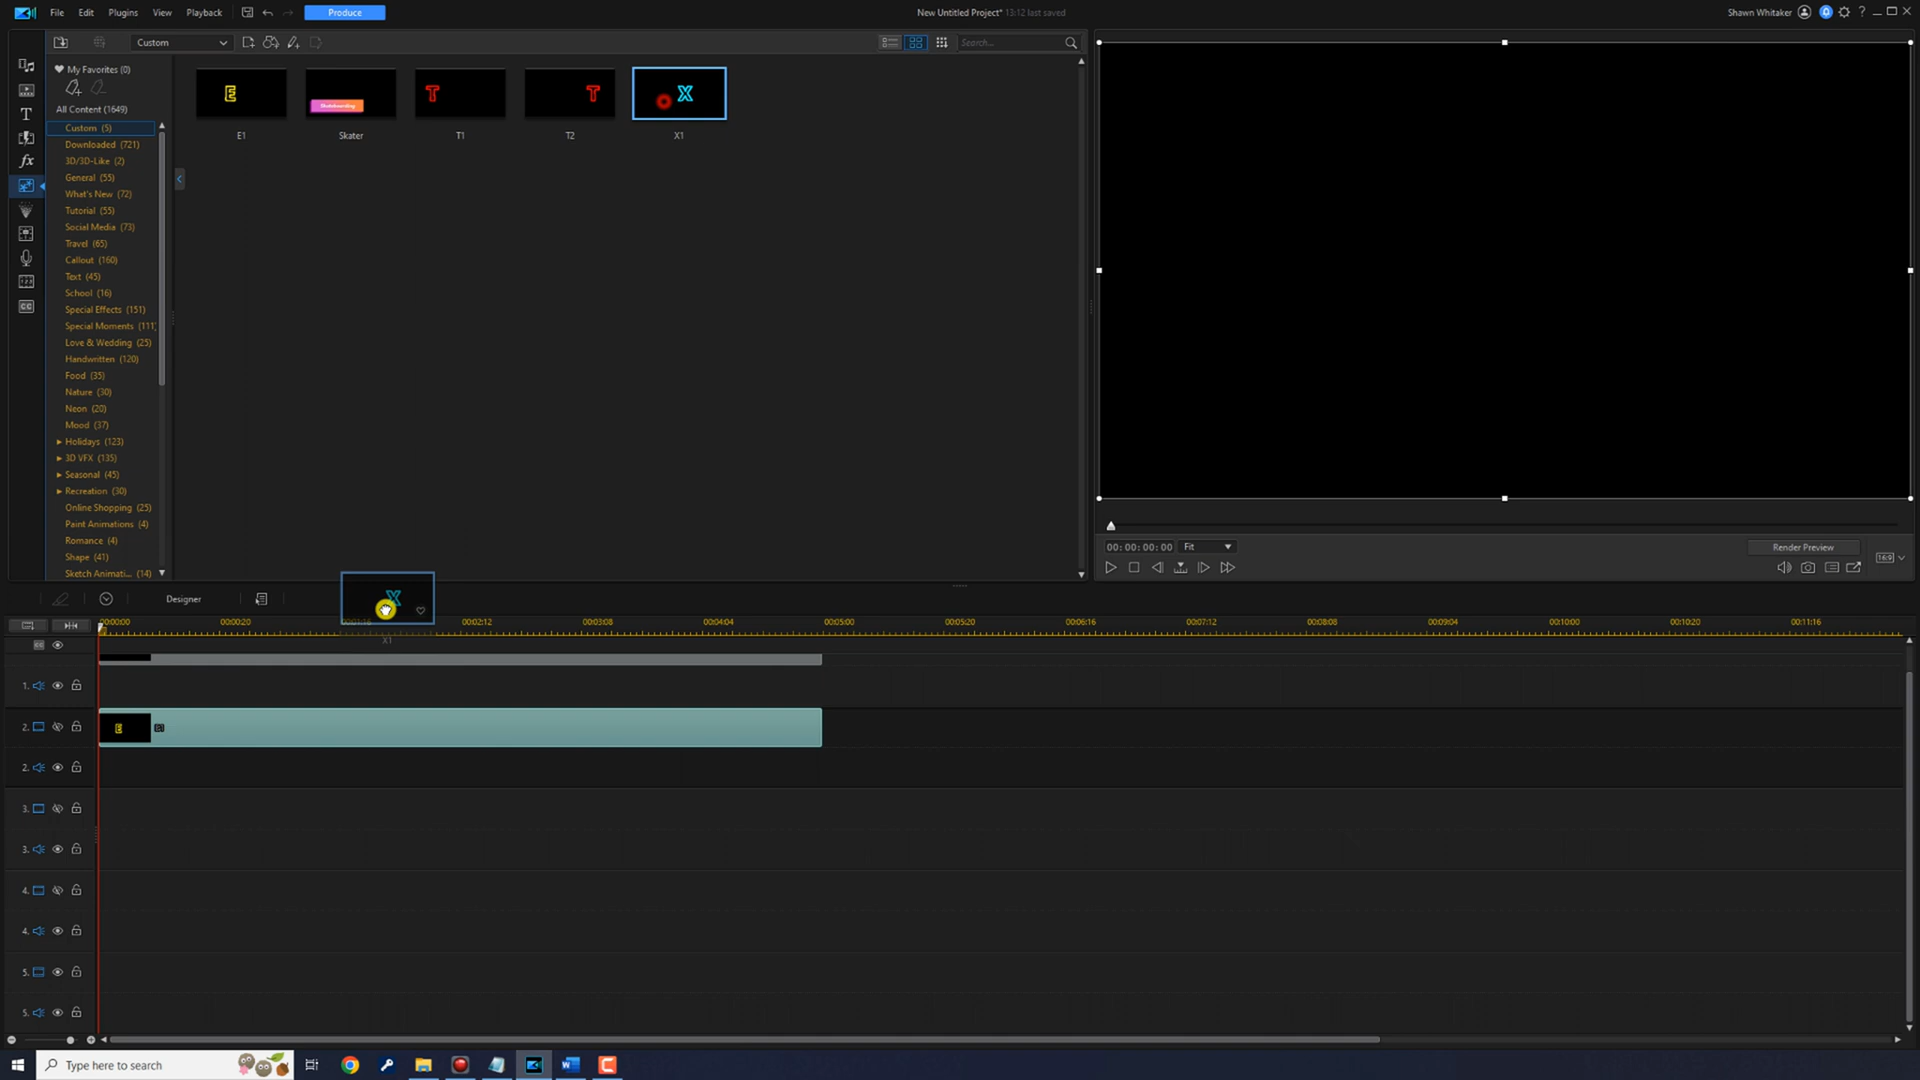 File Edit Plugins View Playback Produce New Untitled Project* 13:12 last saved Shawn Whitaker ?
Custom Search...
My Favorites (0)
All Content (1649)
Custom (5)
Downloaded (721)
3D/3D-Like (2)
General (55)
What's New (72)
Tutorial (55)
Social Media (73)
Travel (65)
Callout (160)
Text (45)
School (16)
Special Effects (151)
Special Moments (111)
Love & Wedding (25)
Handwritten (120)
Food (35)
Nature (30)
Neon (20)
Mood (37)
Holidays (123)
3D VFX (135)
Seasonal (45)
Recreation (30)
Online Shopping (25)
Paint Animations (4)
Romance (4)
Shape (41)
Sketch Animati... (14)
E Skateboarding T T X
E1 Skater T1 T2 X1
00:00:00:00 Fit Render Preview 16:9
Designer X
X1
00:00:00 00:00:20 00:01:16 00:02:12 00:03:08 00:04:04 00:05:00 00:05:20 00:06:16 00:07:12 00:08:08 00:09:04 00:10:00 00:10:20 00:11:16
1.
2. E E1
2.
3.
3.
4.
4.
5.
5.
Type here to search